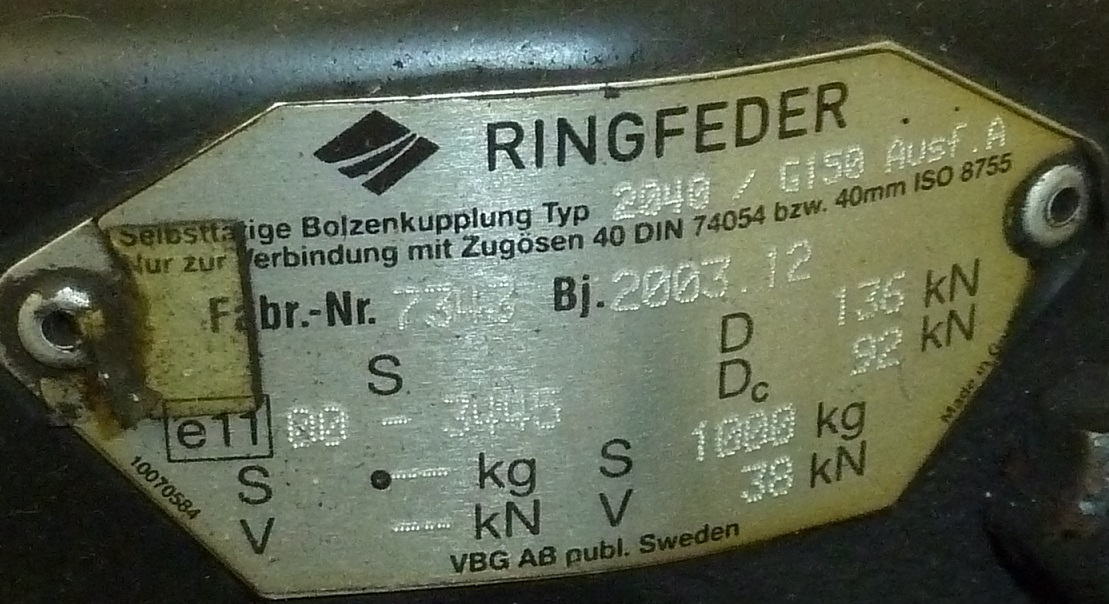 RINGFEDER
Selbsttätige Bolzenkupplung Typ 2040 / G150 Ausf.A
Nur zur Verbindung mit Zugösen 40 DIN 74054 bzw. 40mm ISO 8755
Fabr.-Nr. 7343 Bj. 2003.12
D 136 kN
S
Dc 92 kN
e11 00 - 3445
S --- kg S 1000 kg
V --- kN V 38 kN
10070584
VBG AB publ. Sweden
Made in